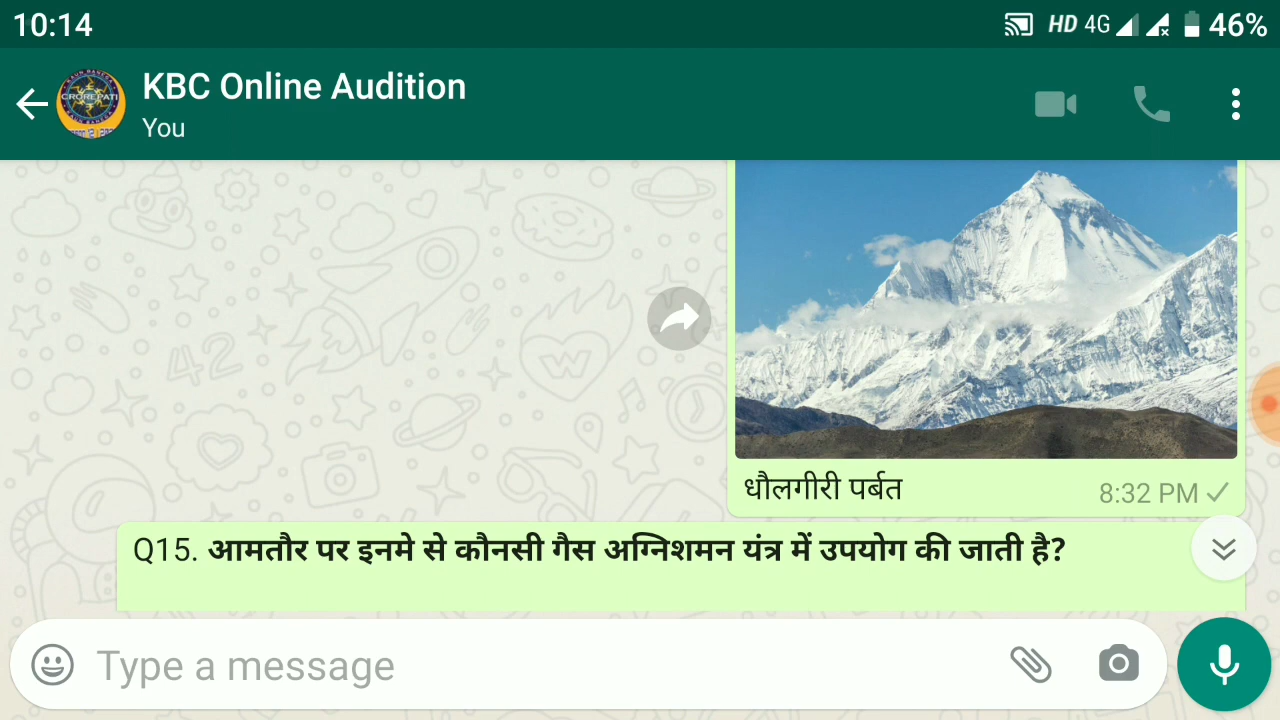 10:14
HD 4G 46%
KBC Online Audition
You
CROREPATI
धौलगीरी पर्बत
8:32 PM
Q15. आमतौर पर इनमे से कौनसी गैस अग्निशमन यंत्र में उपयोग की जाती है?
Type a message